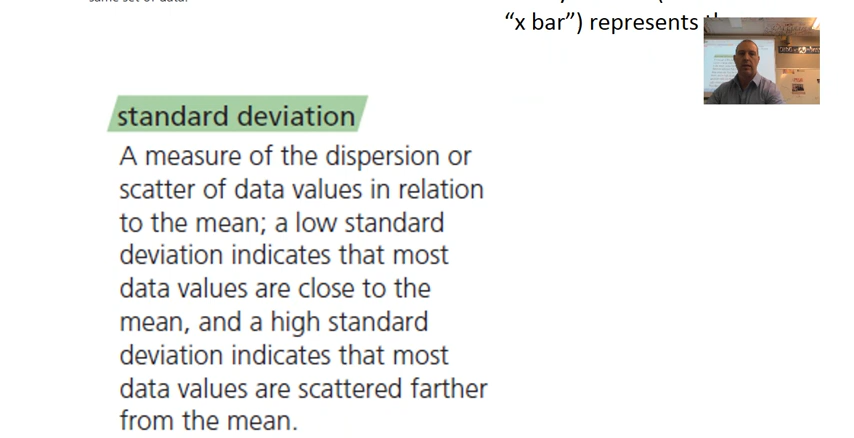 same set of data.
"x bar") represents
standard deviation
A measure of the dispersion or
scatter of data values in relation
to the mean; a low standard
deviation indicates that most
data values are close to the
mean, and a high standard
deviation indicates that most
data values are scattered farther
from the mean.